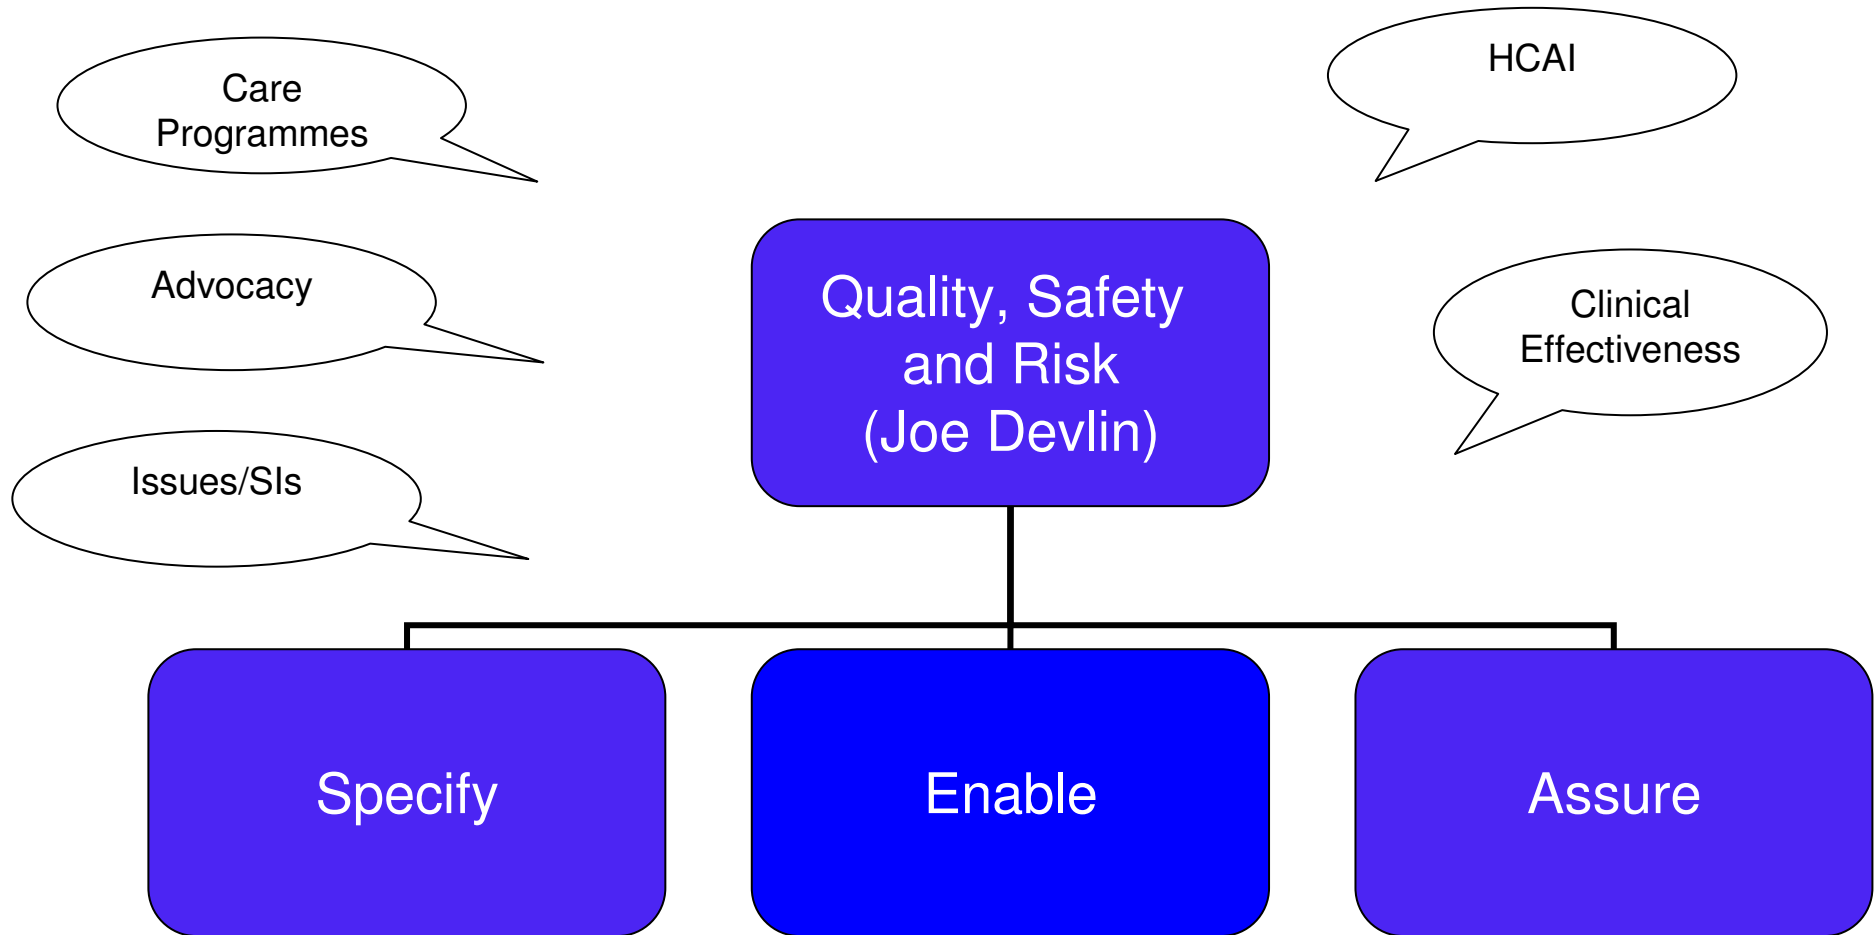 Care
Programmes
HCAI
Advocacy
Quality, Safety
and Risk
(Joe Devlin)
Clinical
Effectiveness
Issues/SIs
Specify
Enable
Assure